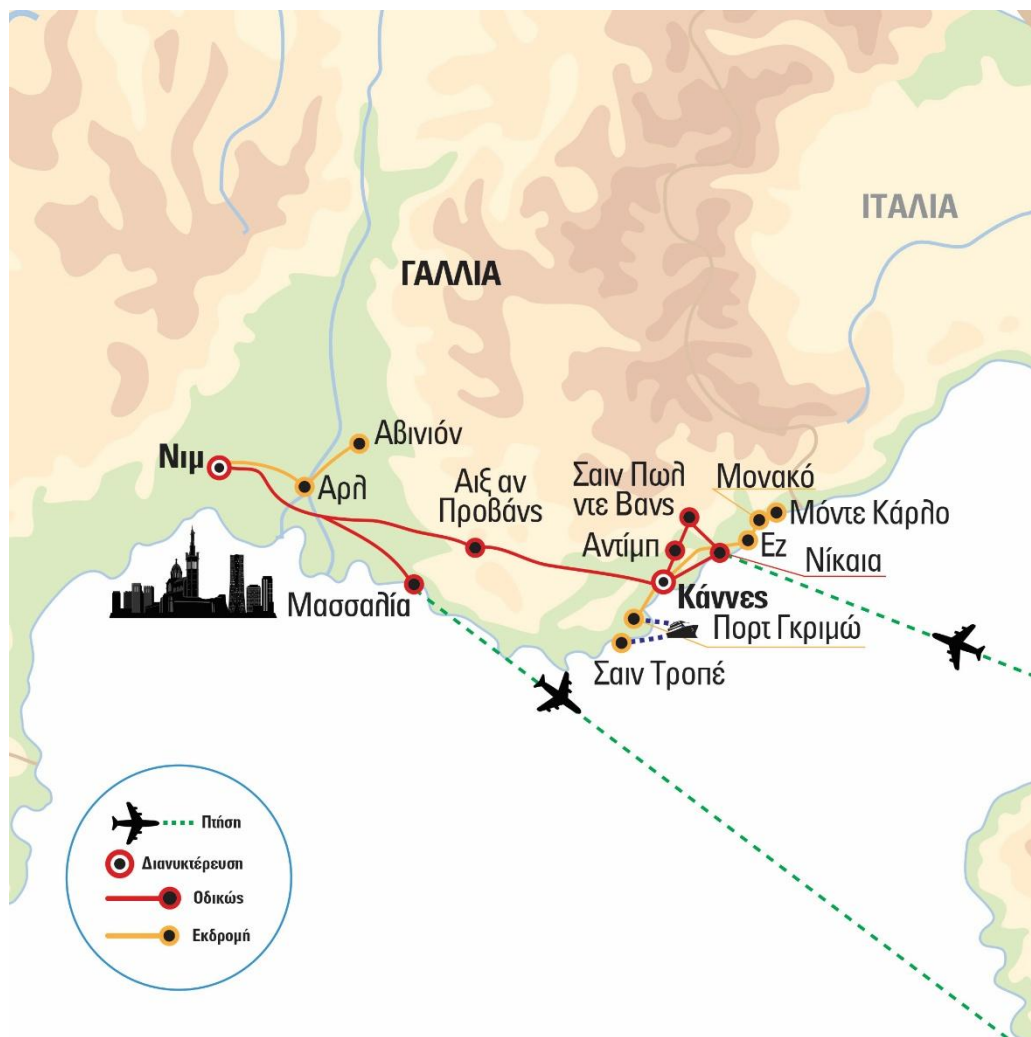 ΙΤΑΛΙΑ
ΓΑΛΛΙΑ
Νιμ
Αβινιόν
Αρλ
Αιξ αν
Προβάνς
Σαιν Πωλ
ντε Βανς
Αντίμπ
Μονακό
Μόντε Κάρλο
Εz
Νίκαια
Κάννες
Μασσαλία
Πορτ Γκριμώ
Σαιν Τροπέ
Πτήση
Διανυκτέρευση
Οδικώς
Εκδρομή